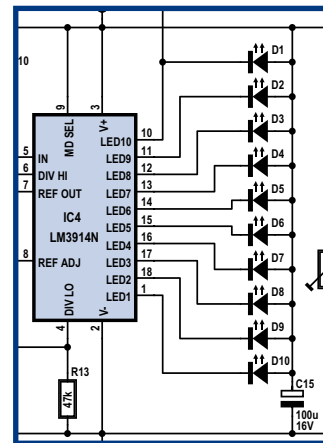 10
9
3
MD SEL
V+
10
LED10
11
LED9
12
LED8
13
LED7
14
LED6
15
LED5
16
LED4
17
LED3
18
LED2
1
LED1
5
IN
6
DIV HI
7
REF OUT
IC4
LM3914N
8
REF ADJ
DIV LO
V-
4
2
R13
47k
D1
D2
D3
D4
D5
D6
D7
D8
D9
D10
C15
100u
16V